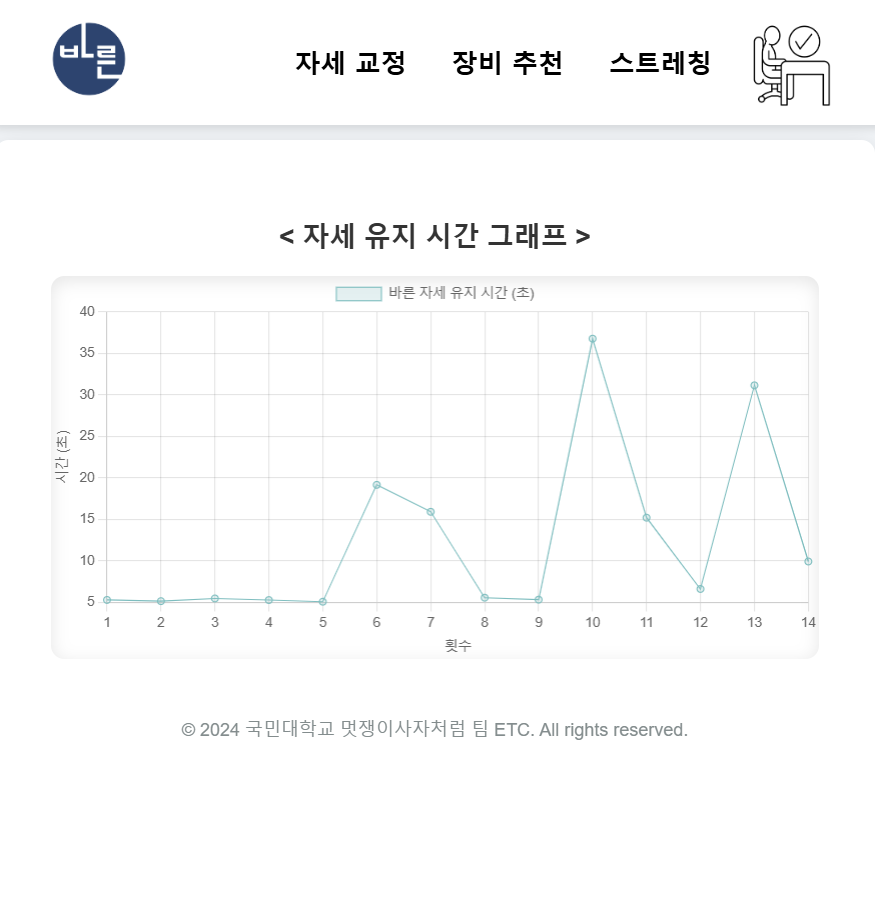 바른
자세 교정 장비 추천 스트레칭
< 자세 유지 시간 그래프 >
바른 자세 유지 시간 (초)
40
35
30
25
20
15
10
5
시간 (초)
1 2 3 4 5 6 7 8 9 10 11 12 13 14
횟수
© 2024 국민대학교 멋쟁이사자처럼 팀 ETC. All rights reserved.